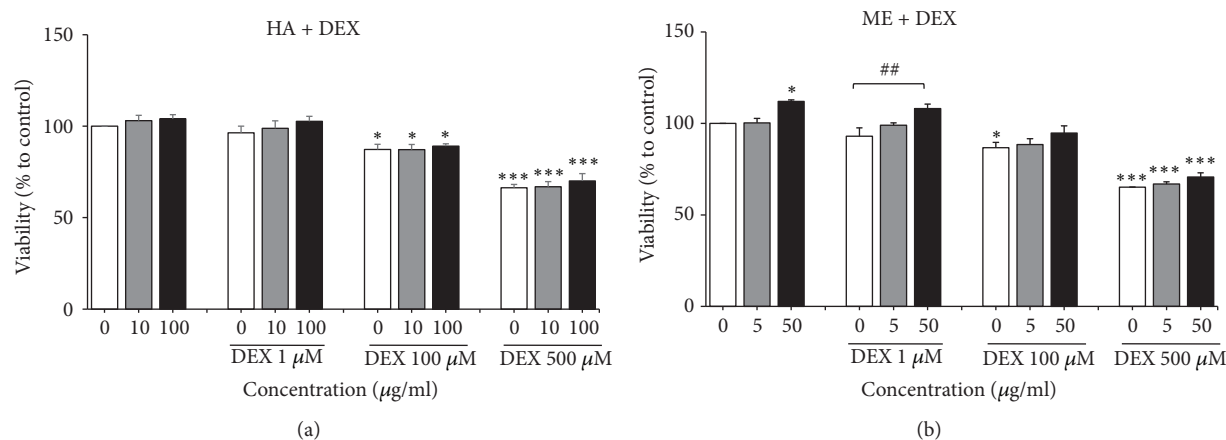 HA + DEX
150
100
50
0
Viability (% to control)
* * *
*** *** ***
0 10 100 0 10 100 0 10 100 0 10 100
DEX 1 μM DEX 100 μM DEX 500 μM
Concentration (μg/ml)
(a)
ME + DEX
150
100
50
0
Viability (% to control)
##
*
*
*** *** ***
0 5 50 0 5 50 0 5 50 0 5 50
DEX 1 μM DEX 100 μM DEX 500 μM
Concentration (μg/ml)
(b)